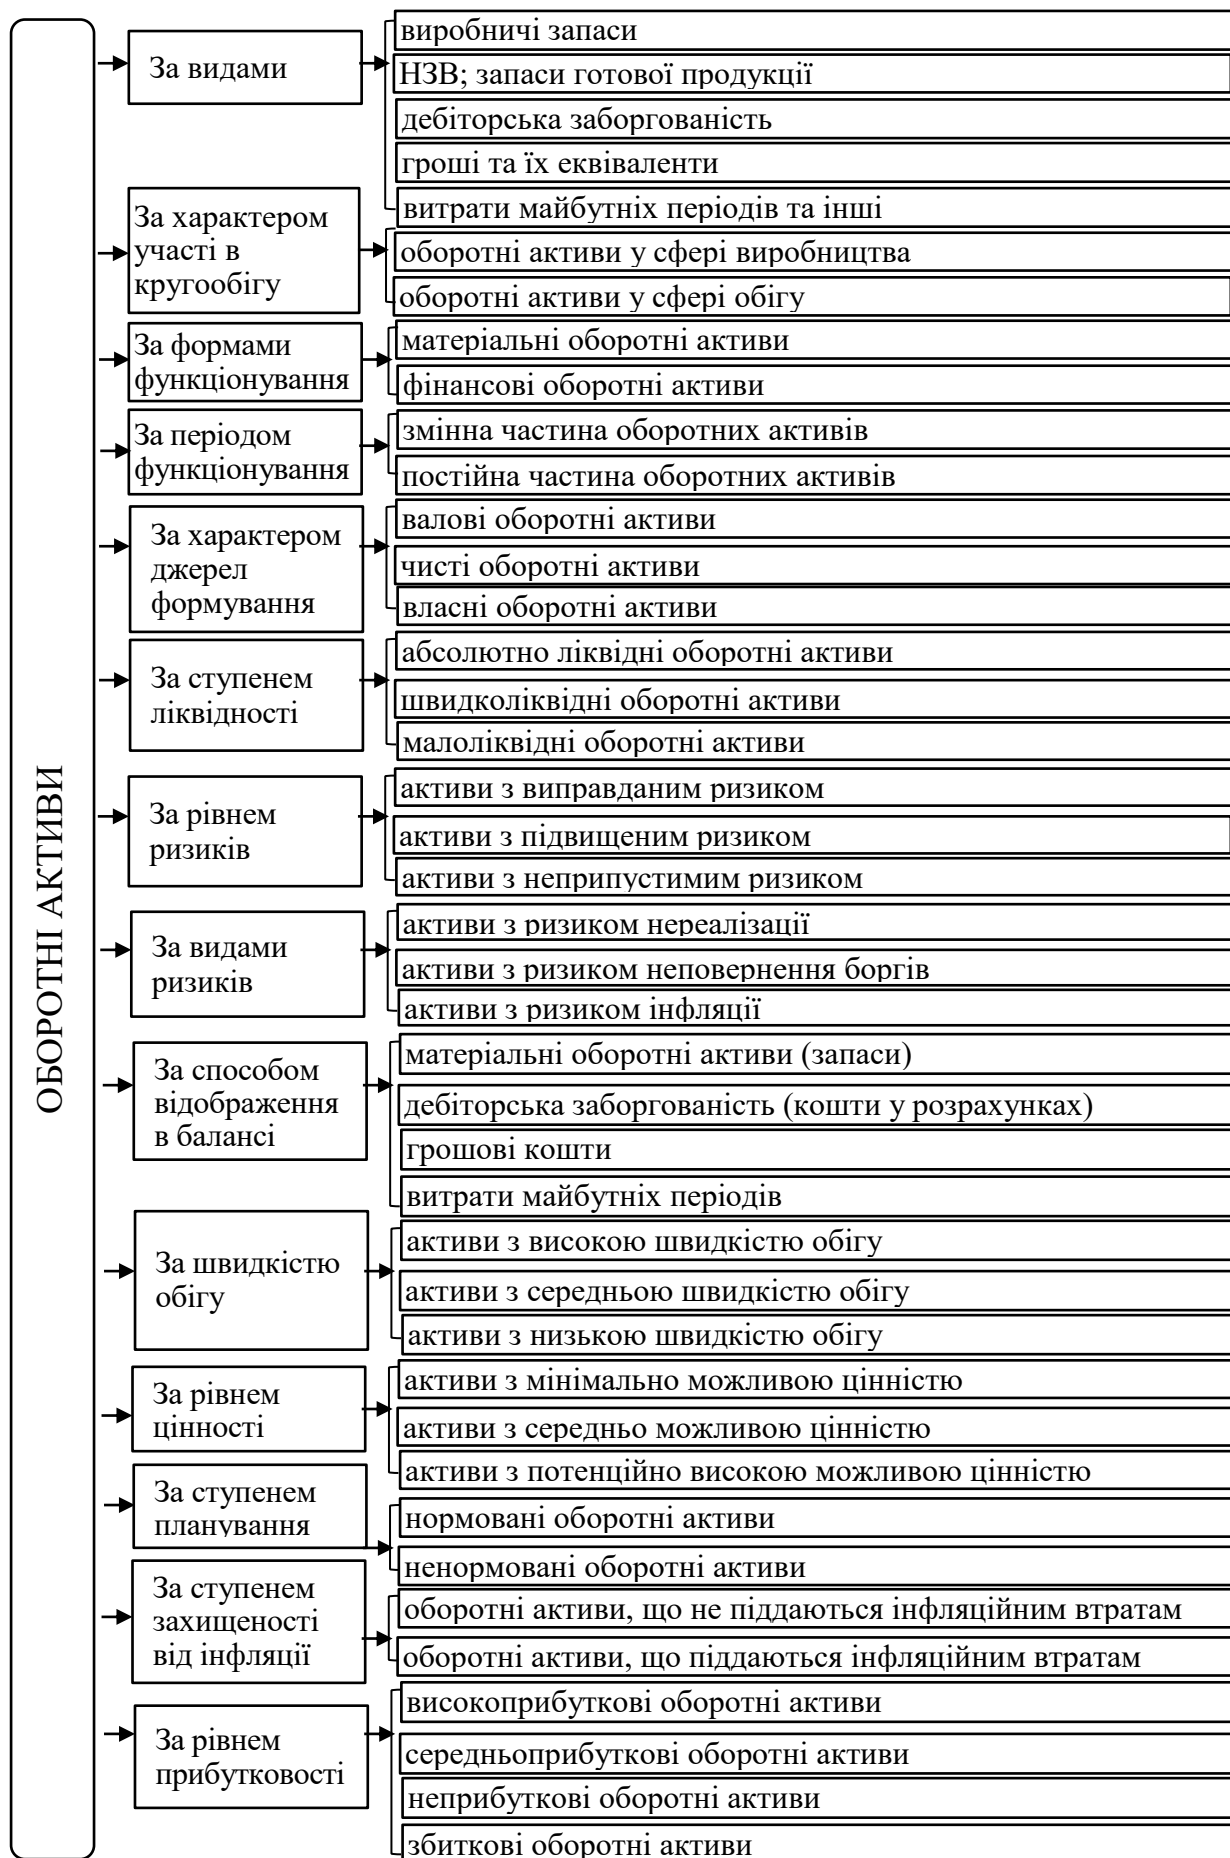 ОБОРОТНІ АКТИВИ
За видами
виробничі запаси
НЗВ; запаси готової продукції
дебіторська заборгованість
гроші та їх еквіваленти
витрати майбутніх періодів та інші
За характером
участі в
кругообігу
оборотні активи у сфері виробництва
оборотні активи у сфері обігу
За формами
функціонування
матеріальні оборотні активи
фінансові оборотні активи
За періодом
функціонування
змінна частина оборотних активів
постійна частина оборотних активів
За характером
джерел
формування
валові оборотні активи
чисті оборотні активи
власні оборотні активи
За ступенем
ліквідності
абсолютно ліквідні оборотні активи
швидколіквідні оборотні активи
малоліквідні оборотні активи
За рівнем
ризиків
активи з виправданим ризиком
активи з підвищеним ризиком
активи з неприпустимим ризиком
За видами
ризиків
активи з ризиком нереалізації
активи з ризиком неповернення боргів
активи з ризиком інфляції
За способом
відображення
в балансі
матеріальні оборотні активи (запаси)
дебіторська заборгованість (кошти у розрахунках)
грошові кошти
витрати майбутніх періодів
За швидкістю
обігу
активи з високою швидкістю обігу
активи з середньою швидкістю обігу
активи з низькою швидкістю обігу
За рівнем
цінності
активи з мінімально можливою цінністю
активи з середньо можливою цінністю
активи з потенційно високою можливою цінністю
За ступенем
планування
нормовані оборотні активи
ненормовані оборотні активи
За ступенем
захищеності
від інфляції
оборотні активи, що не піддаються інфляційним втратам
оборотні активи, що піддаються інфляційним втратам
За рівнем
прибутковості
високоприбуткові оборотні активи
середньоприбуткові оборотні активи
неприбуткові оборотні активи
збиткові оборотні активи